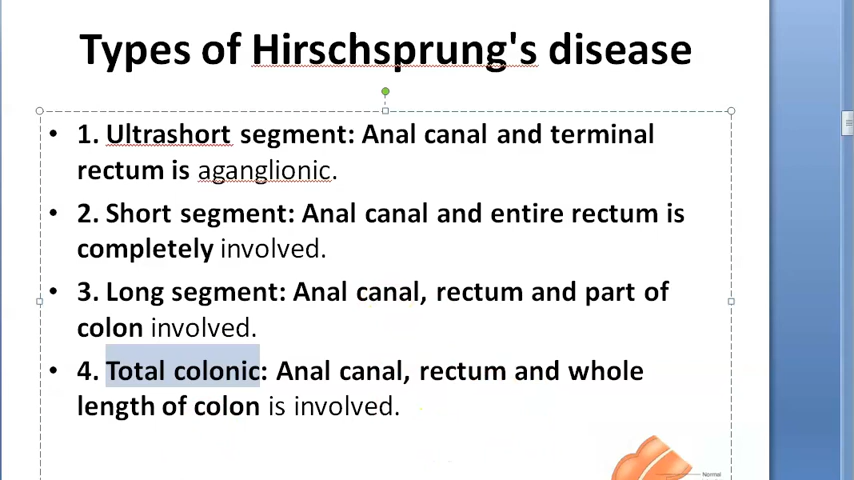 Types of Hirschsprung's disease
• 1. Ultrashort segment: Anal canal and terminal
rectum is aganglionic.
• 2. Short segment: Anal canal and entire rectum is
completely involved.
• 3. Long segment: Anal canal, rectum and part of
colon involved.
• 4. Total colonic: Anal canal, rectum and whole
length of colon is involved.
Normal